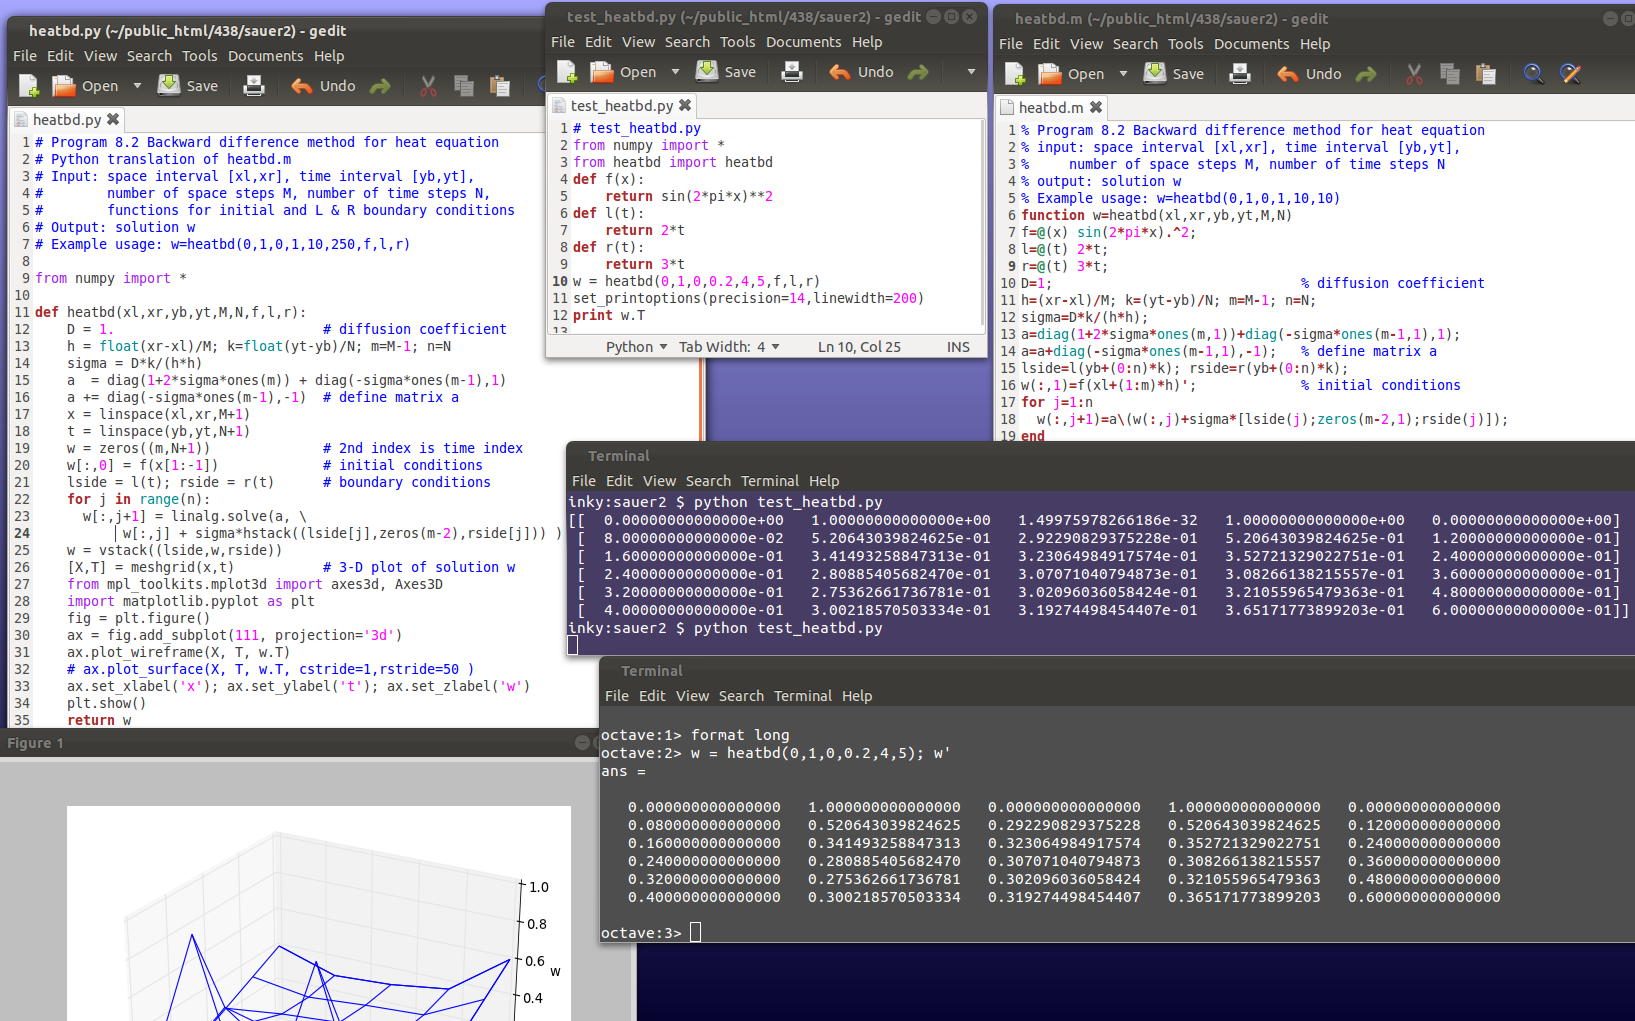 heatbd.py (~/public_html/438/sauer2) - gedit
File Edit View Search Tools Documents Help
Open Save Undo
heatbd.py
1 # Program 8.2 Backward difference method for heat equation
2 # Python translation of heatbd.m
3 # Input: space interval [xl,xr], time interval [yb,yt],
4 #        number of space steps M, number of time steps N,
5 #        functions for initial and L & R boundary conditions
6 # Output: solution w
7 # Example usage: w=heatbd(0,1,0,1,10,250,f,l,r)
8
9 from numpy import *
10
11 def heatbd(xl,xr,yb,yt,M,N,f,l,r):
12     D = 1.                          # diffusion coefficient
13     h = float(xr-xl)/M; k=float(yt-yb)/N; m=M-1; n=N
14     sigma = D*k/(h*h)
15     a  = diag(1+2*sigma*ones(m)) + diag(-sigma*ones(m-1),1)
16     a += diag(-sigma*ones(m-1),-1)  # define matrix a
17     x = linspace(xl,xr,M+1)
18     t = linspace(yb,yt,N+1)
19     w = zeros((m,N+1))              # 2nd index is time index
20     w[:,0] = f(x[1:-1])             # initial conditions
21     lside = l(t); rside = r(t)      # boundary conditions
22     for j in range(n):
23       w[:,j+1] = linalg.solve(a, \
24            w[:,j] + sigma*hstack((lside[j],zeros(m-2),rside[j])) )
25     w = vstack((lside,w,rside))
26     [X,T] = meshgrid(x,t)           # 3-D plot of solution w
27     from mpl_toolkits.mplot3d import axes3d, Axes3D
28     import matplotlib.pyplot as plt
29     fig = plt.figure()
30     ax = fig.add_subplot(111, projection='3d')
31     ax.plot_wireframe(X, T, w.T)
32     # ax.plot_surface(X, T, w.T, cstride=1,rstride=50 )
33     ax.set_xlabel('x'); ax.set_ylabel('t'); ax.set_zlabel('w')
34     plt.show()
35     return w
test_heatbd.py (~/public_html/438/sauer2) - gedit
File Edit View Search Tools Documents Help
Open Save Undo
test_heatbd.py
1 # test_heatbd.py
2 from numpy import *
3 from heatbd import heatbd
4 def f(x):
5     return sin(2*pi*x)**2
6 def l(t):
7     return 2*t
8 def r(t):
9     return 3*t
10 w = heatbd(0,1,0,0.2,4,5,f,l,r)
11 set_printoptions(precision=14,linewidth=200)
12 print w.T
13
Python Tab Width: 4 Ln 10, Col 25 INS
heatbd.m (~/public_html/438/sauer2) - gedit
File Edit View Search Tools Documents Help
Open Save Undo
heatbd.m
1 % Program 8.2 Backward difference method for heat equation
2 % input: space interval [xl,xr], time interval [yb,yt],
3 %     number of space steps M, number of time steps N
4 % output: solution w
5 % Example usage: w=heatbd(0,1,0,1,10,10)
6 function w=heatbd(xl,xr,yb,yt,M,N)
7 f=@(x) sin(2*pi*x).^2;
8 l=@(t) 2*t;
9 r=@(t) 3*t;
10 D=1;                               % diffusion coefficient
11 h=(xr-xl)/M; k=(yt-yb)/N; m=M-1; n=N;
12 sigma=D*k/(h*h);
13 a=diag(1+2*sigma*ones(m,1))+diag(-sigma*ones(m-1,1),1);
14 a=a+diag(-sigma*ones(m-1,1),-1);   % define matrix a
15 lside=l(yb+(0:n)*k); rside=r(yb+(0:n)*k);
16 w(:,1)=f(xl+(1:m)*h)';             % initial conditions
17 for j=1:n
18   w(:,j+1)=a\(w(:,j)+sigma*[lside(j);zeros(m-2,1);rside(j)]);
19 end
Terminal
File Edit View Search Terminal Help
inky:sauer2 $ python test_heatbd.py
[[  0.00000000000000e+00   1.00000000000000e+00   1.49975978266186e-32   1.00000000000000e+00   0.00000000000000e+00]
 [  8.00000000000000e-02   5.20643039824625e-01   2.92290829375228e-01   5.20643039824625e-01   1.20000000000000e-01]
 [  1.60000000000000e-01   3.41493258847313e-01   3.23064984917574e-01   3.52721329022751e-01   2.40000000000000e-01]
 [  2.40000000000000e-01   2.80885405682470e-01   3.07071040794873e-01   3.08266138215557e-01   3.60000000000000e-01]
 [  3.20000000000000e-01   2.75362661736781e-01   3.02096036058424e-01   3.21055965479363e-01   4.80000000000000e-01]
 [  4.00000000000000e-01   3.00218570503334e-01   3.19274498454407e-01   3.65171773899203e-01   6.00000000000000e-01]]
inky:sauer2 $ python test_heatbd.py
Terminal
File Edit View Search Terminal Help
octave:1> format long
octave:2> w = heatbd(0,1,0,0.2,4,5); w'
ans =
0.000000000000000   1.000000000000000   0.000000000000000   1.000000000000000   0.000000000000000
0.080000000000000   0.520643039824625   0.292290829375228   0.520643039824625   0.120000000000000
0.160000000000000   0.341493258847313   0.323064984917574   0.352721329022751   0.240000000000000
0.240000000000000   0.280885405682470   0.307071040794873   0.308266138215557   0.360000000000000
0.320000000000000   0.275362661736781   0.302096036058424   0.321055965479363   0.480000000000000
0.400000000000000   0.300218570503334   0.319274498454407   0.365171773899203   0.600000000000000
octave:3>
Figure 1
1.0
0.8
0.6
w
0.4